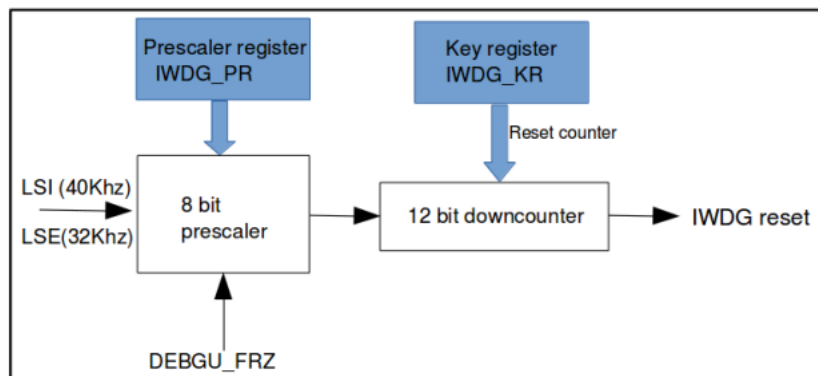 Prescaler register
IWDG_PR
Key register
IWDG_KR
Reset counter
LSI (40Khz)
LSE(32Khz)
8 bit
prescaler
12 bit downcounter
IWDG reset
DEBGU_FRZ